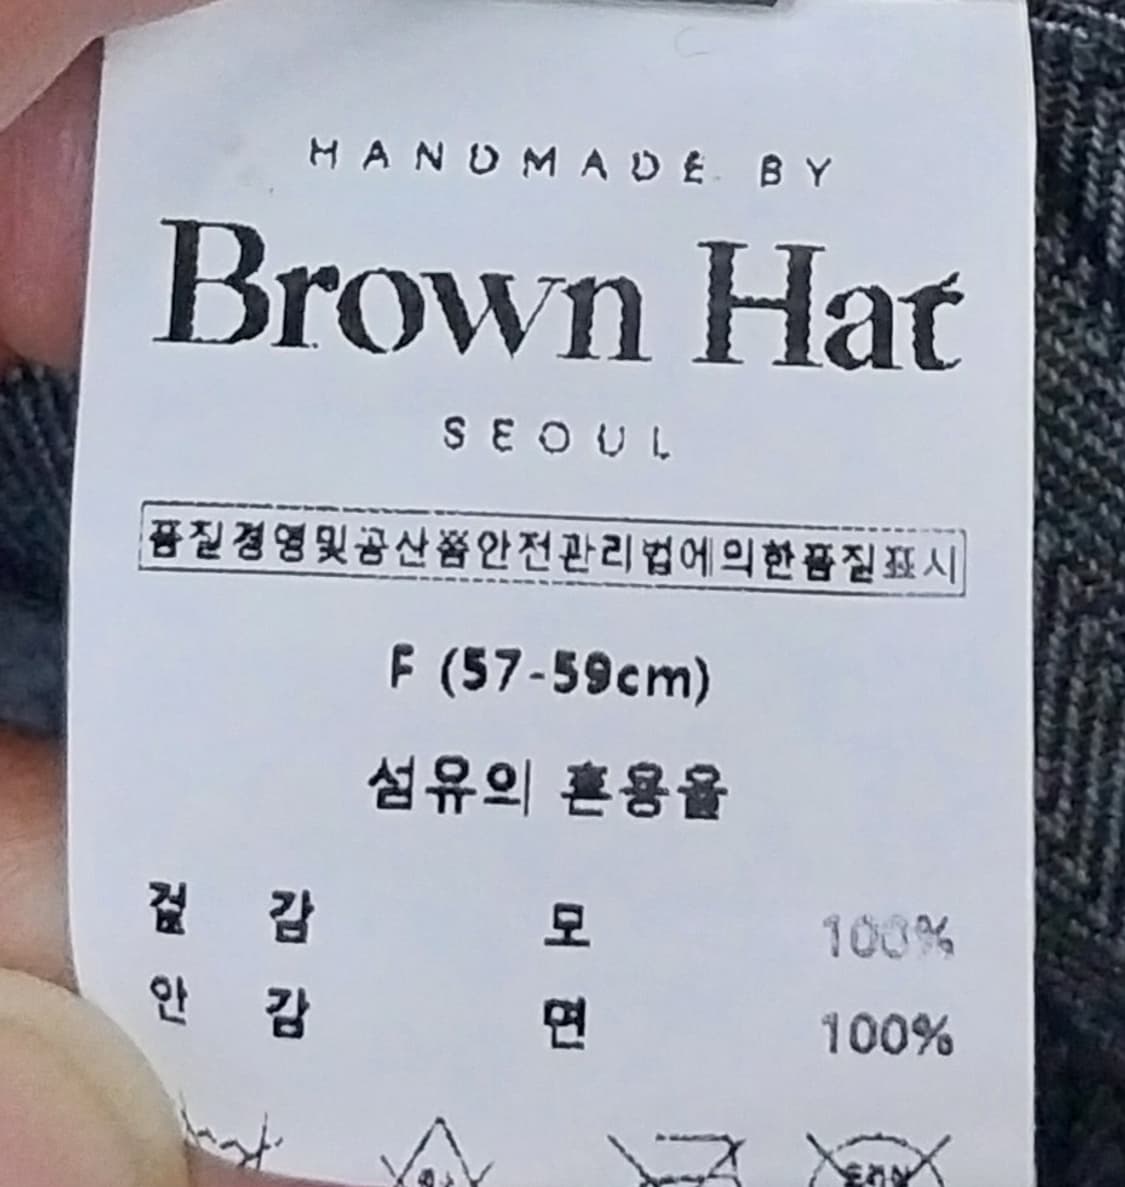 HANDMADE BY
Brown Hat
SEOUL
품질경영및공산품안전관리법에의한품질표시
F (57-59cm)
섬유의 혼용율
겉 감 모 100%
안 감 면 100%